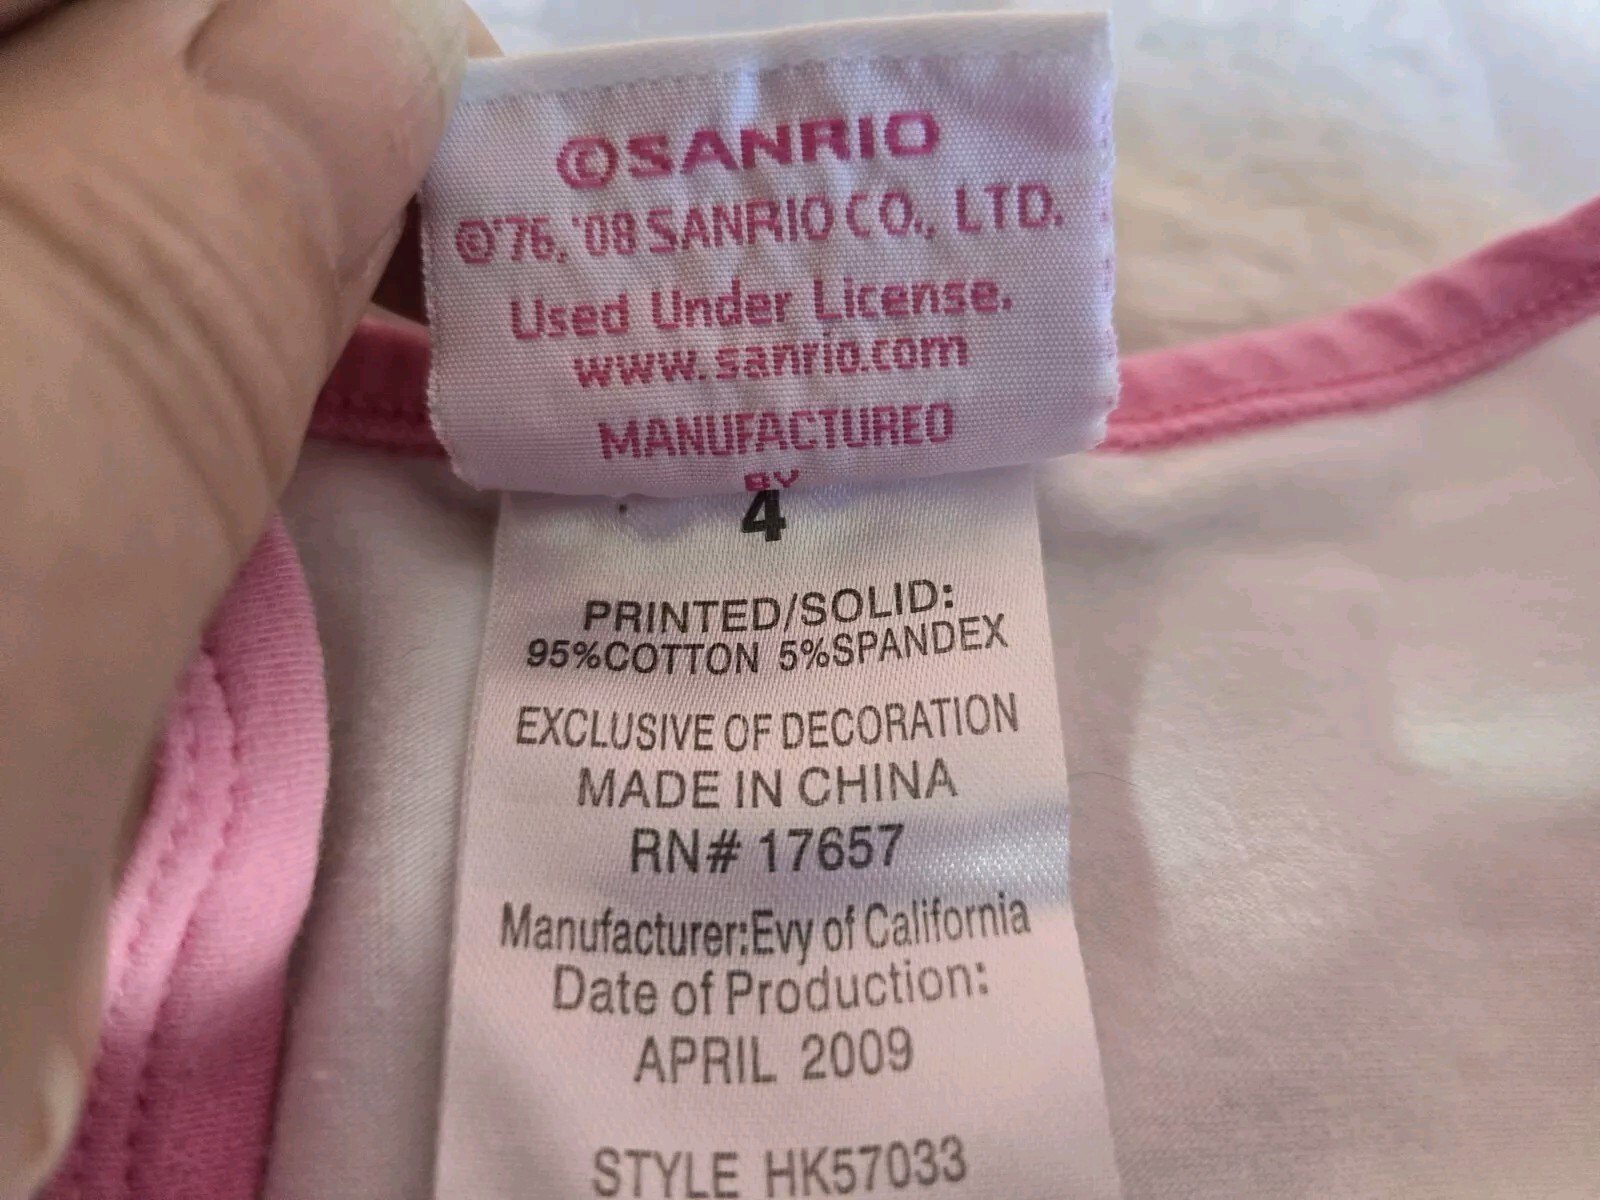 ©SANRIO
©'76, '08 SANRIO CO., LTD.
Used Under License.
www.sanrio.com
MANUFACTURED
BY
4
PRINTED/SOLID:
95%COTTON 5%SPANDEX
EXCLUSIVE OF DECORATION
MADE IN CHINA
RN# 17657
Manufacturer:Evy of California
Date of Production:
APRIL 2009
STYLE HK57033